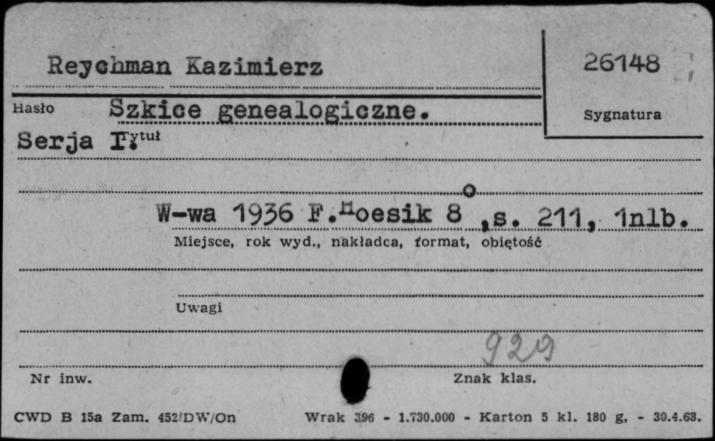 Reychman Kazimierz
26148
Hasło Szkice genealogiczne.
Sygnatura
Serja I.
Tytuł
W-wa 1936 F.Hoesik 8°,s. 211, 1nlb.
Miejsce, rok wyd., nakładca, format, objętość
Uwagi
929
Nr inw.
Znak klas.
CWD B 15a Zam. 452/DW/On Wrak 396 - 1.730.000 - Karton 5 kl. 180 g. - 30.4.63.